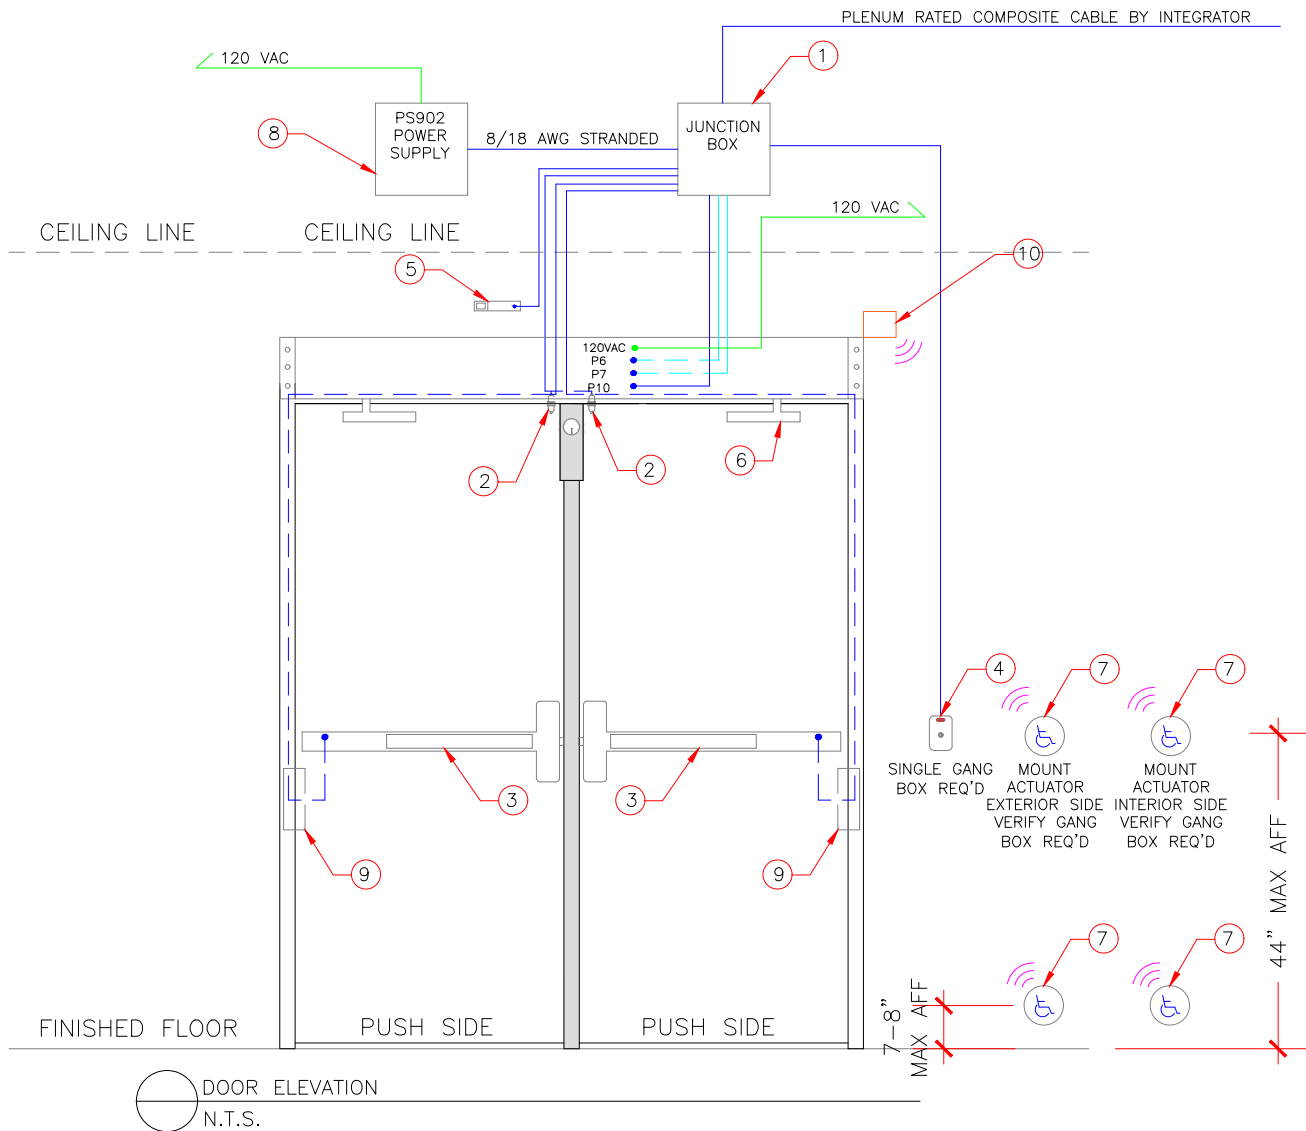 PLENUM RATED COMPOSITE CABLE BY INTEGRATOR
120 VAC
1
PS902
POWER
SUPPLY
8
8/18 AWG STRANDED
JUNCTION
BOX
120 VAC
CEILING LINE
CEILING LINE
5
10
120VAC
P6
P7
P10
2
2
6
4
7
7
SINGLE GANG
BOX REQ'D
MOUNT
ACTUATOR
EXTERIOR SIDE
VERIFY GANG
BOX REQ'D
MOUNT
ACTUATOR
INTERIOR SIDE
VERIFY GANG
BOX REQ'D
3
3
9
9
44" MAX AFF
7
7
7-8"
MAX AFF
FINISHED FLOOR
PUSH SIDE
PUSH SIDE
DOOR ELEVATION
N.T.S.